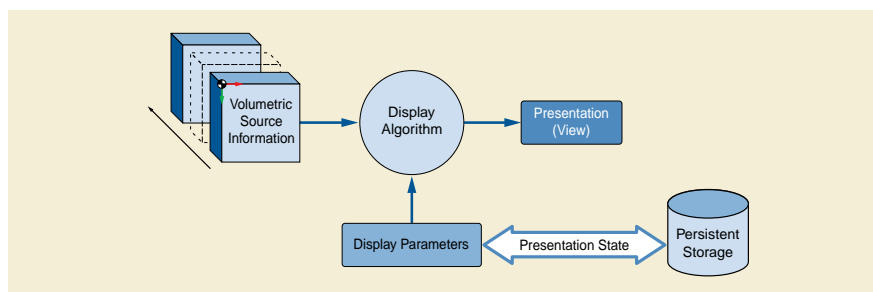 Volumetric
Source
Information
Display
Algorithm
Presentation
(View)
Display Parameters
Presentation State
Persistent
Storage